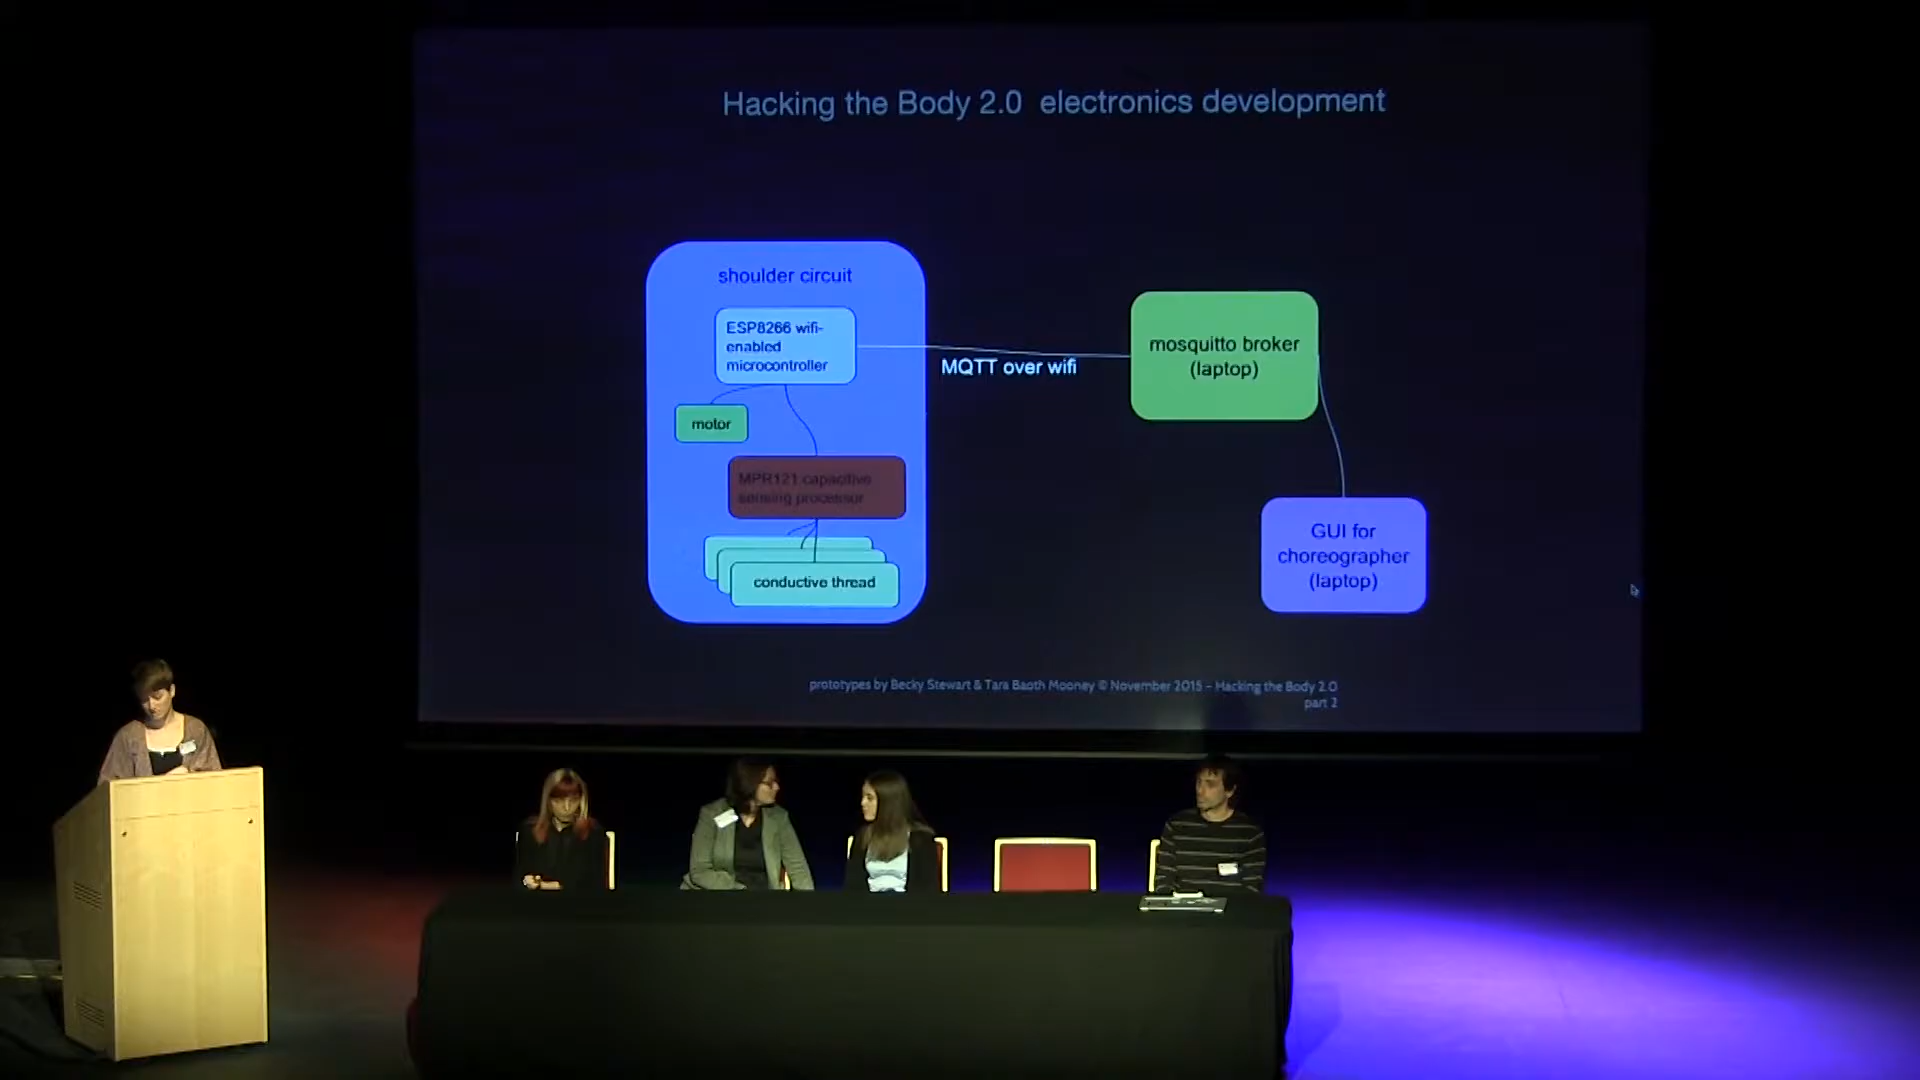 Hacking the Body 2.0 electronics development
shoulder circuit
ESP8266 wifi-
enabled
microcontroller
motor
MPR121 capacitive
sensing processor
conductive thread
MQTT over wifi
mosquitto broker
(laptop)
GUI for
choreographer
(laptop)
prototypes by Becky Stewart & Tara Baoth Mooney © November 2015 - Hacking the Body 2.0
part 2